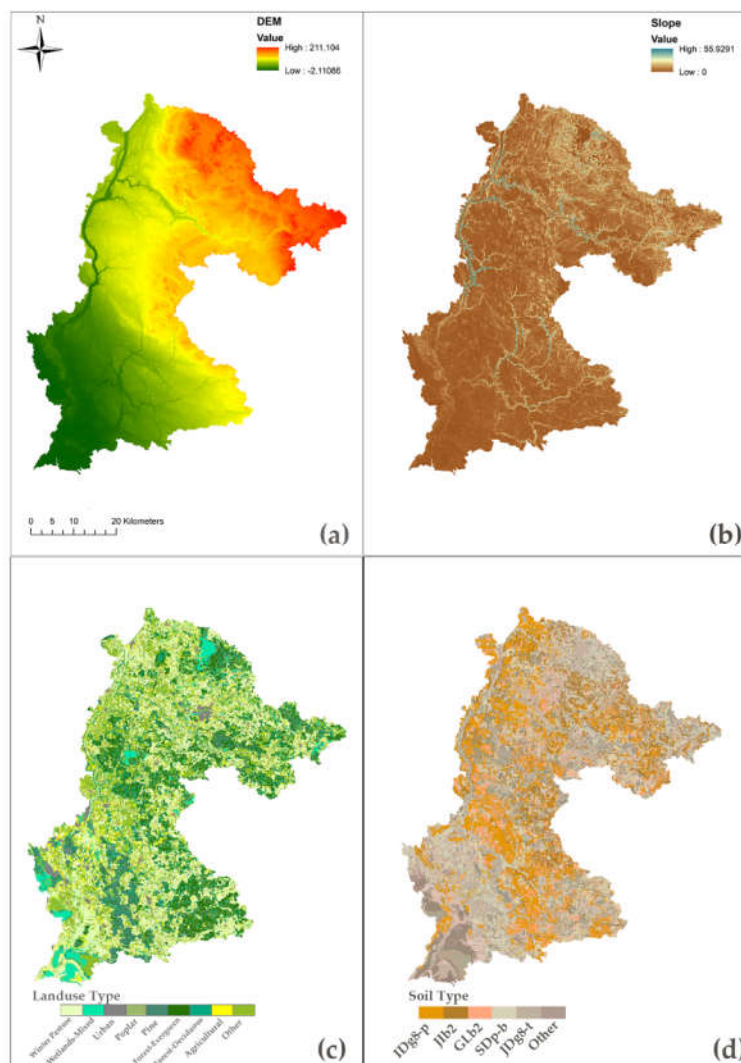 N
DEM
Value
High : 211.104
Low : -2.11086
0 5 10 20 Kilometers
(a)
Slope
Value
High : 55.9291
Low : 0
(b)
Landuse Type
Winter Pasture
Wetlands-Mixed
Urban
Poplar
Pine
Forest-Evergreen
Forest-Deciduous
Agricultural
Other
(c)
Soil Type
IDg8-p
JIb2
GLb2
SDp-b
JDg8-t
Other
(d)